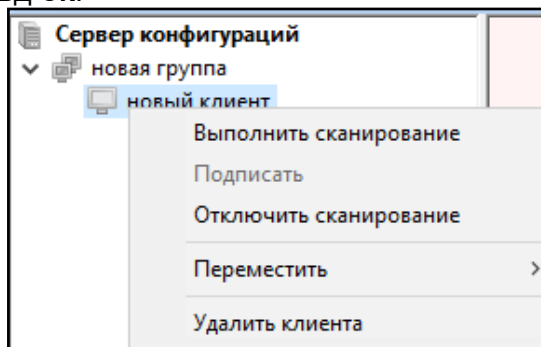 Сервер конфигураций
новая группа
новый клиент
Выполнить сканирование
Подписать
Отключить сканирование
Переместить
Удалить клиента